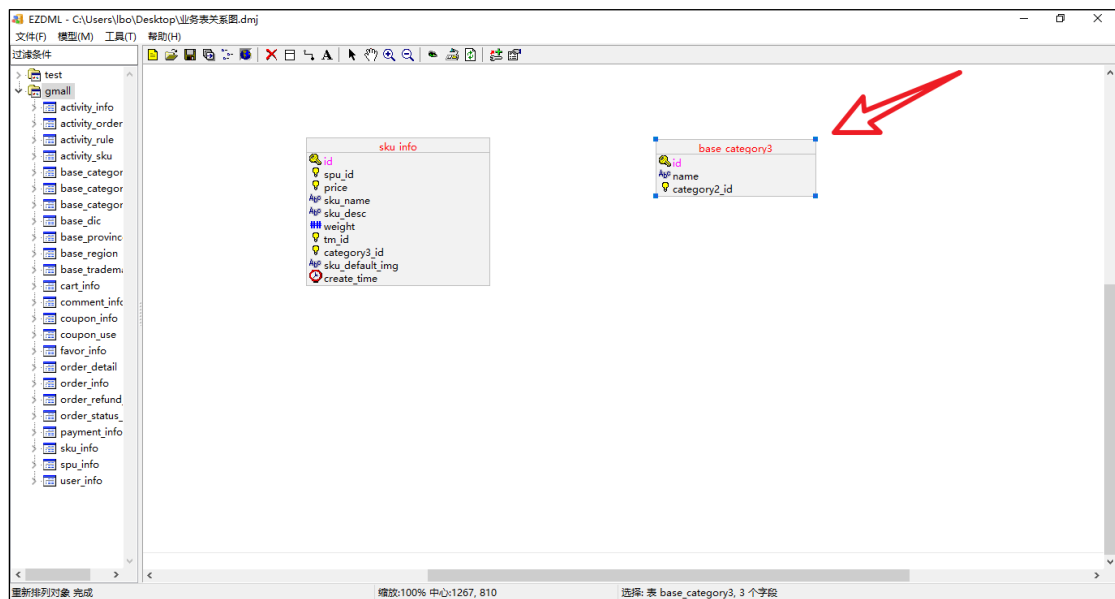 EZDML - C:\Users\lbo\Desktop\业务表关系图.dmj
文件(F) 模型(M) 工具(T) 帮助(H)
过滤条件
test
gmall
activity_info
activity_order
activity_rule
activity_sku
base_categor
base_categor
base_categor
base_dic
base_provinc
base_region
base_tradem
cart_info
comment_info
coupon_info
coupon_use
favor_info
order_detail
order_info
order_refund_
order_status_
payment_info
sku_info
spu_info
user_info
sku_info
id
spu_id
price
sku_name
sku_desc
weight
tm_id
category3_id
sku_default_img
create_time
base_category3
id
name
category2_id
重新排列对象 完成 缩放:100% 中心:1267, 810 选择: 表 base_category3, 3 个字段